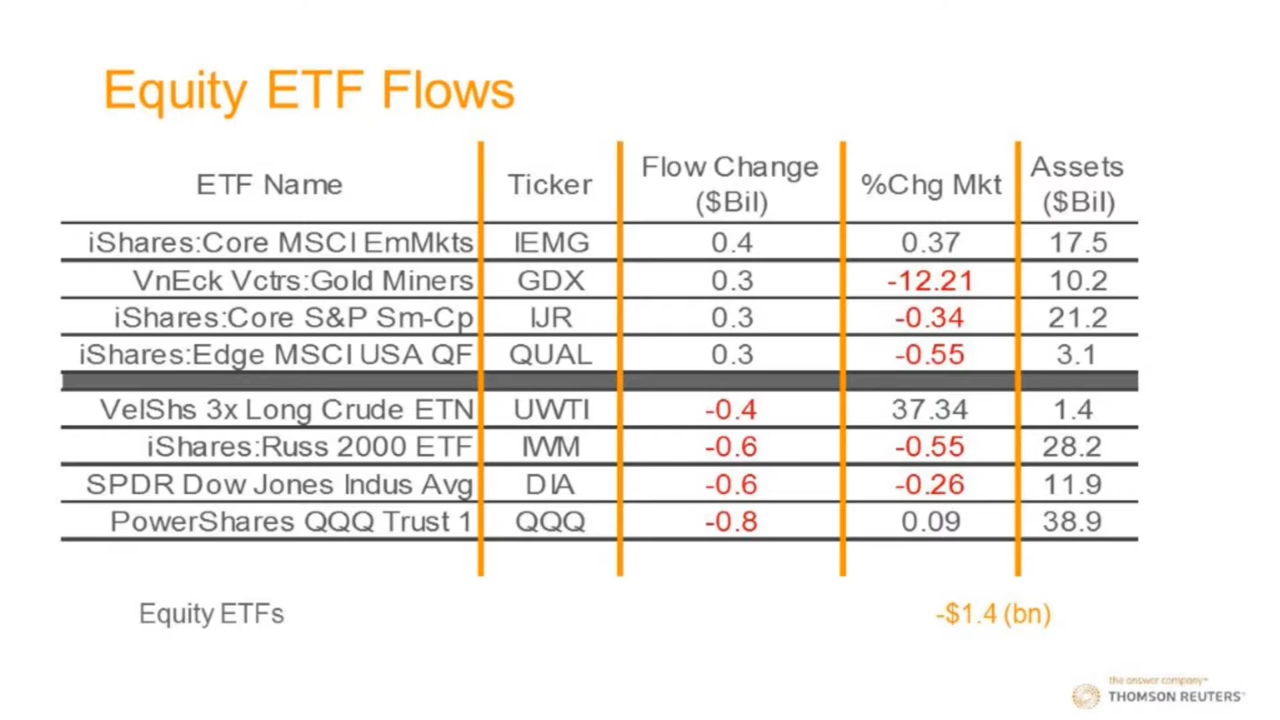 Equity ETF Flows
ETF Name Ticker Flow Change ($Bil) %Chg Mkt Assets ($Bil)
iShares:Core MSCI EmMkts IEMG 0.4 0.37 17.5
VnEck Vctrs:Gold Miners GDX 0.3 -12.21 10.2
iShares:Core S&P Sm-Cp IJR 0.3 -0.34 21.2
iShares:Edge MSCI USA QF QUAL 0.3 -0.55 3.1
VelShs 3x Long Crude ETN UWTI -0.4 37.34 1.4
iShares:Russ 2000 ETF IWM -0.6 -0.55 28.2
SPDR Dow Jones Indus Avg DIA -0.6 -0.26 11.9
PowerShares QQQ Trust 1 QQQ -0.8 0.09 38.9
Equity ETFs -$1.4 (bn)
the answer company™
THOMSON REUTERS®